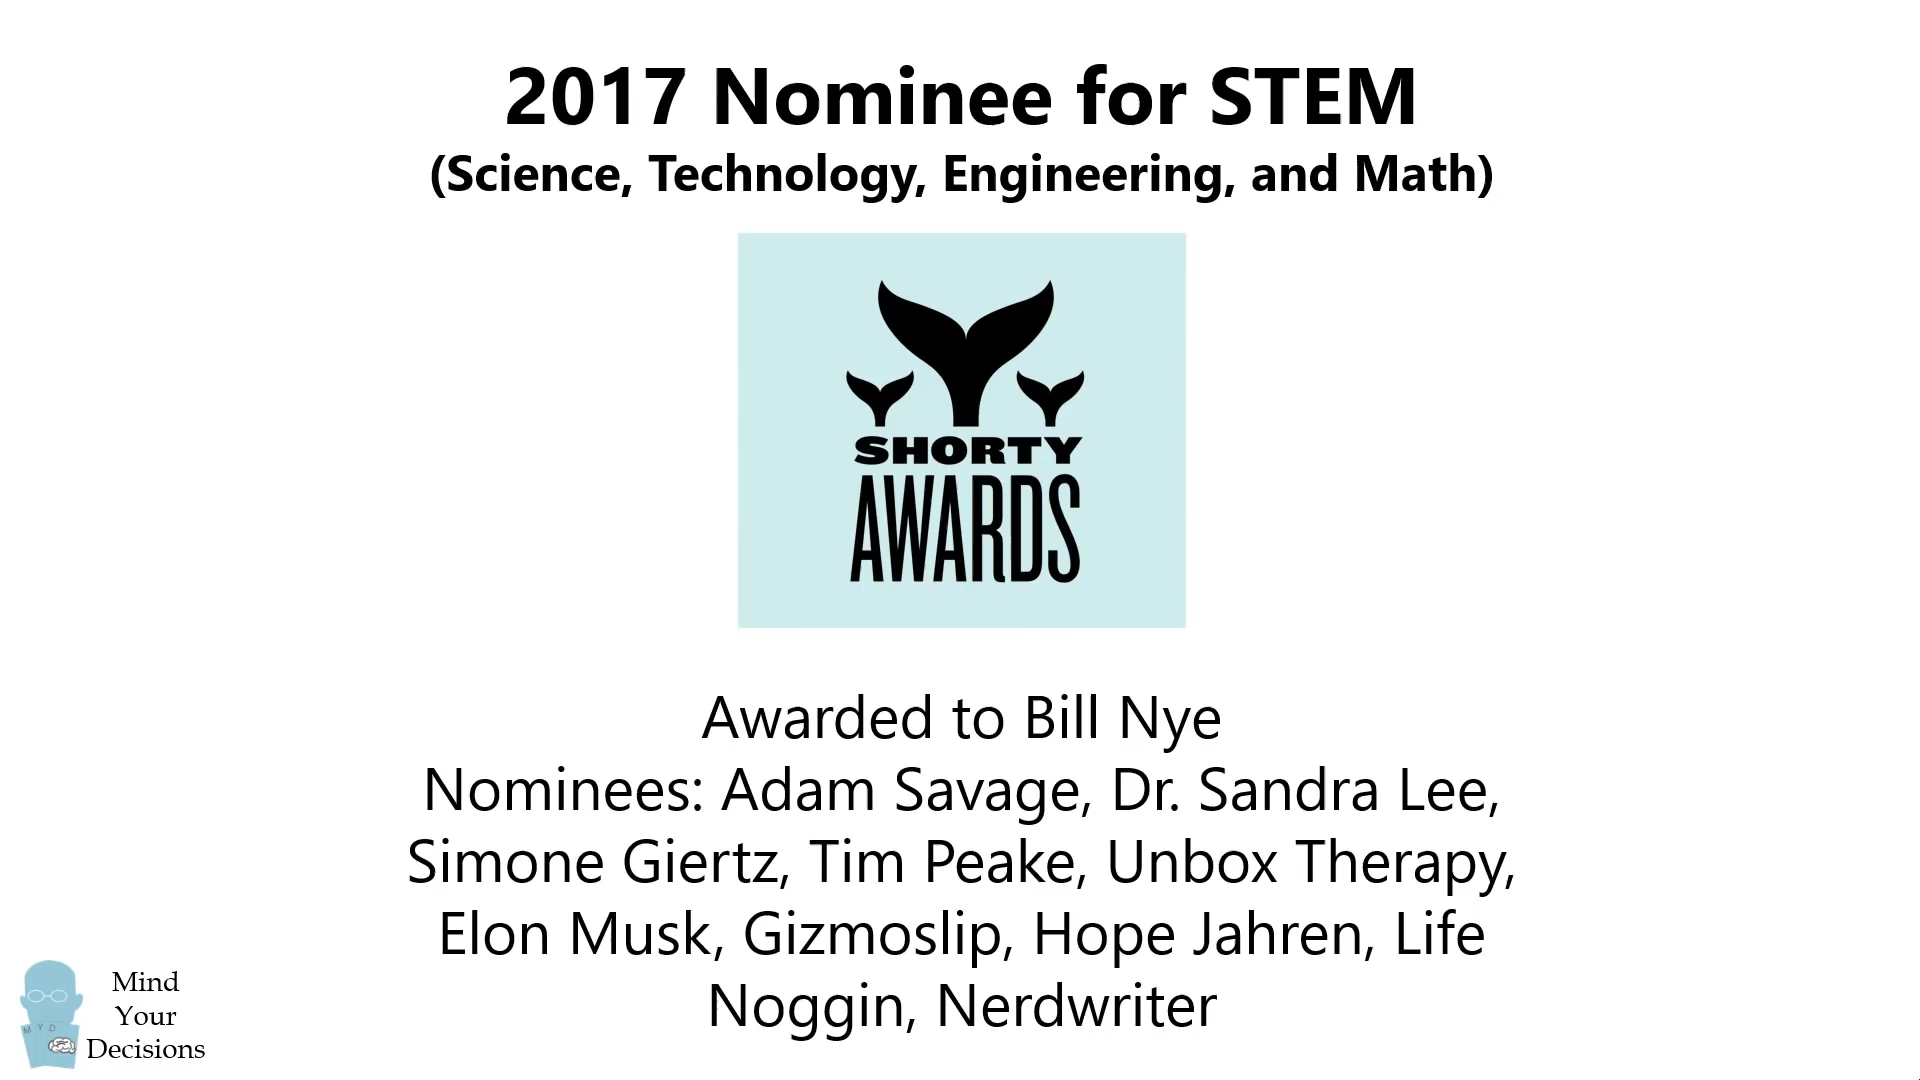 2017 Nominee for STEM
(Science, Technology, Engineering, and Math)
SHORTY
AWARDS
Awarded to Bill Nye
Nominees: Adam Savage, Dr. Sandra Lee,
Simone Giertz, Tim Peake, Unbox Therapy,
Elon Musk, Gizmoslip, Hope Jahren, Life
Noggin, Nerdwriter
M Y D
Mind
Your
Decisions